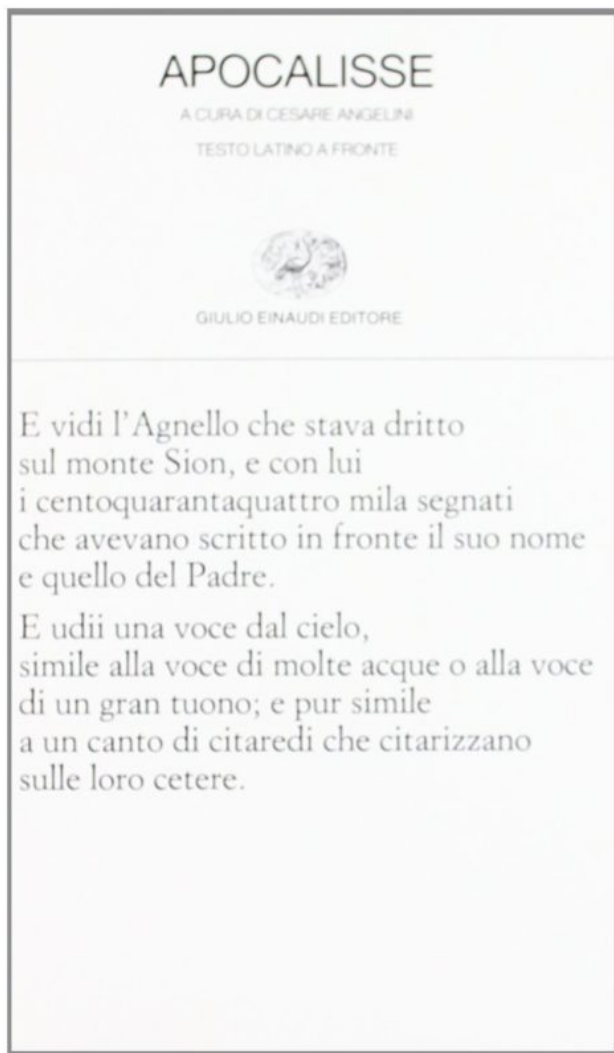 APOCALISSE
A CURA DI CESARE ANGELINI
TESTO LATINO A FRONTE
GIULIO EINAUDI EDITORE
E vidi l'Agnello che stava dritto
sul monte Sion, e con lui
i centoquarantaquattro mila segnati
che avevano scritto in fronte il suo nome
e quello del Padre.
E udii una voce dal cielo,
simile alla voce di molte acque o alla voce
di un gran tuono; e pur simile
a un canto di citaredi che citarizzano
sulle loro cetere.